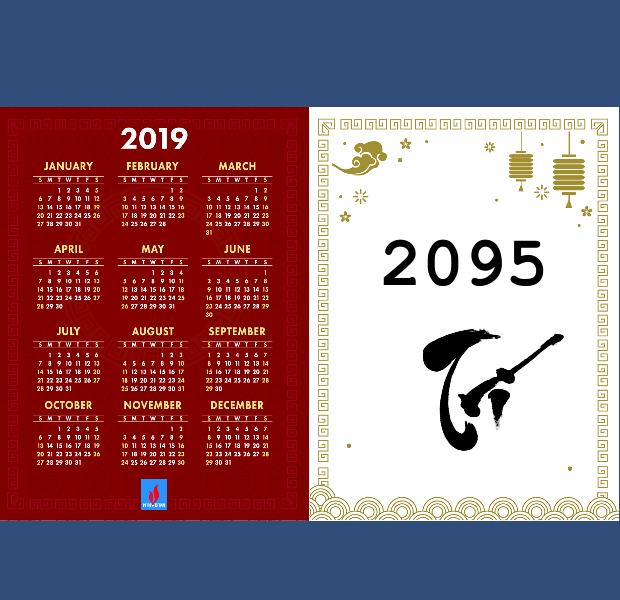 2019
JANUARY
S M T W T F S
1 2 3 4 5
6 7 8 9 10 11 12
13 14 15 16 17 18 19
20 21 22 23 24 25 26
27 28 29 30 31
FEBRUARY
S M T W T F S
1 2
3 4 5 6 7 8 9
10 11 12 13 14 15 16
17 18 19 20 21 22 23
24 25 26 27 28
MARCH
S M T W T F S
1 2
3 4 5 6 7 8 9
10 11 12 13 14 15 16
17 18 19 20 21 22 23
24 25 26 27 28 29 30
31
APRIL
S M T W T F S
1 2 3 4 5 6
7 8 9 10 11 12 13
14 15 16 17 18 19 20
21 22 23 24 25 26 27
28 29 30
MAY
S M T W T F S
1 2 3 4
5 6 7 8 9 10 11
12 13 14 15 16 17 18
19 20 21 22 23 24 25
26 27 28 29 30 31
JUNE
S M T W T F S
1
2 3 4 5 6 7 8
9 10 11 12 13 14 15
16 17 18 19 20 21 22
23 24 25 26 27 28 29
30
JULY
S M T W T F S
1 2 3 4 5 6
7 8 9 10 11 12 13
14 15 16 17 18 19 20
21 22 23 24 25 26 27
28 29 30 31
AUGUST
S M T W T F S
1 2 3
4 5 6 7 8 9 10
11 12 13 14 15 16 17
18 19 20 21 22 23 24
25 26 27 28 29 30 31
SEPTEMBER
S M T W T F S
1 2 3 4 5 6 7
8 9 10 11 12 13 14
15 16 17 18 19 20 21
22 23 24 25 26 27 28
29 30
OCTOBER
S M T W T F S
1 2 3 4 5
6 7 8 9 10 11 12
13 14 15 16 17 18 19
20 21 22 23 24 25 26
27 28 29 30 31
NOVEMBER
S M T W T F S
1 2
3 4 5 6 7 8 9
10 11 12 13 14 15 16
17 18 19 20 21 22 23
24 25 26 27 28 29 30
DECEMBER
S M T W T F S
1 2 3 4 5 6 7
8 9 10 11 12 13 14
15 16 17 18 19 20 21
22 23 24 25 26 27 28
29 30 31
2095